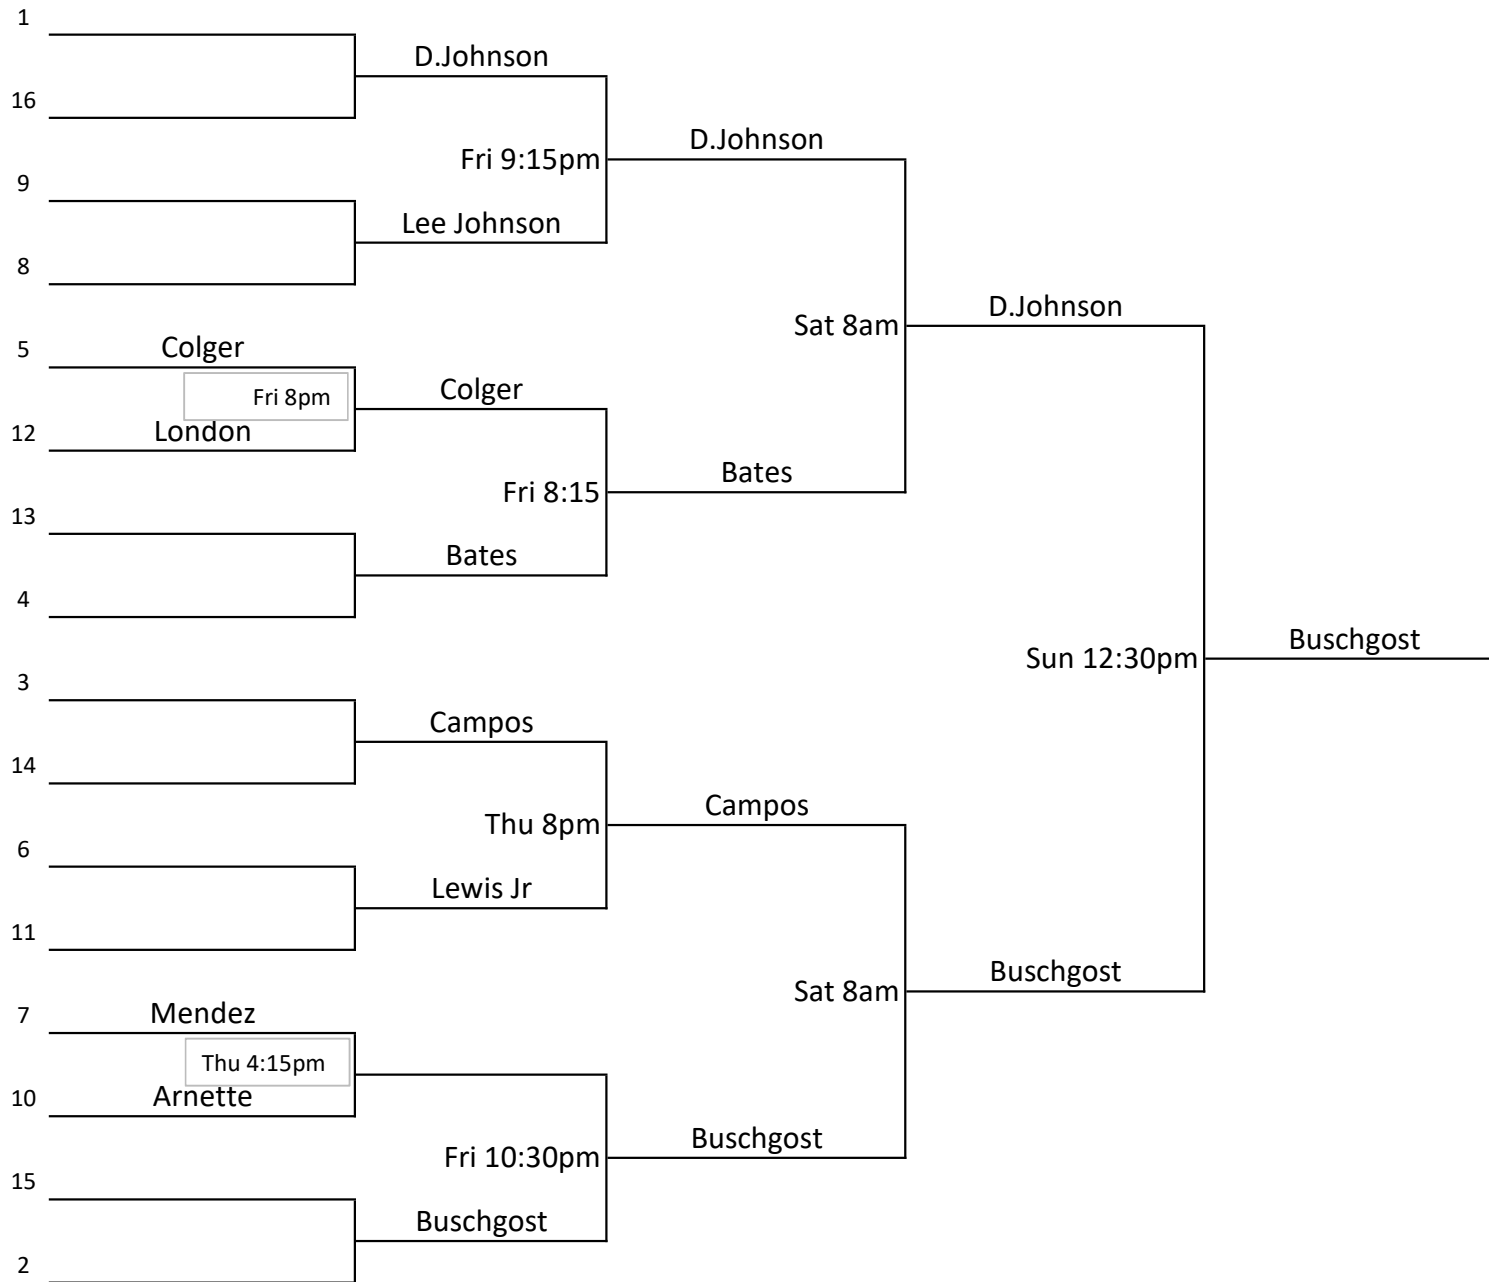 1
D.Johnson
16
D.Johnson
Fri 9:15pm
9
Lee Johnson
8
D.Johnson
Sat 8am
5
Colger
Fri 8pm
Colger
12
London
Bates
Fri 8:15
13
Bates
4
Buschgost
Sun 12:30pm
3
Campos
14
Campos
Thu 8pm
6
Lewis Jr
11
Buschgost
Sat 8am
7
Mendez
Thu 4:15pm
10
Arnette
Buschgost
Fri 10:30pm
15
Buschgost
2